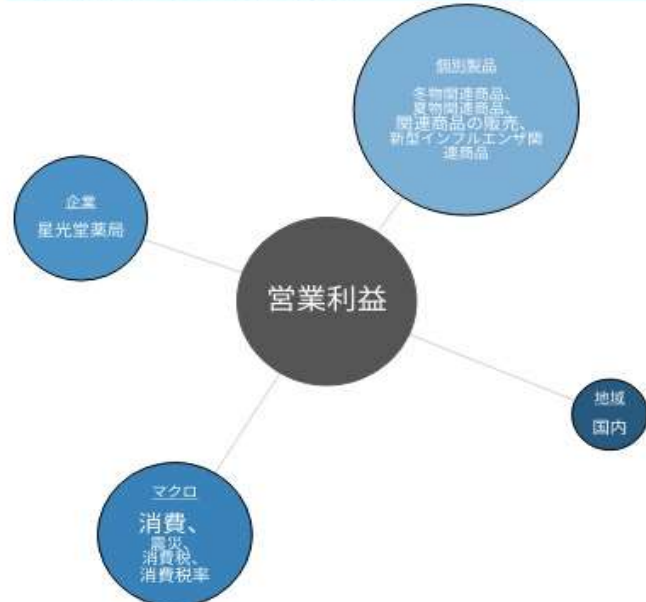 個別製品
冬物関連商品、
夏物関連商品、
関連商品の販売、
新型インフルエンザ関
連商品
企業
星光堂薬局
営業利益
地域
国内
マクロ
消費、
震災、
消費税、
消費税率